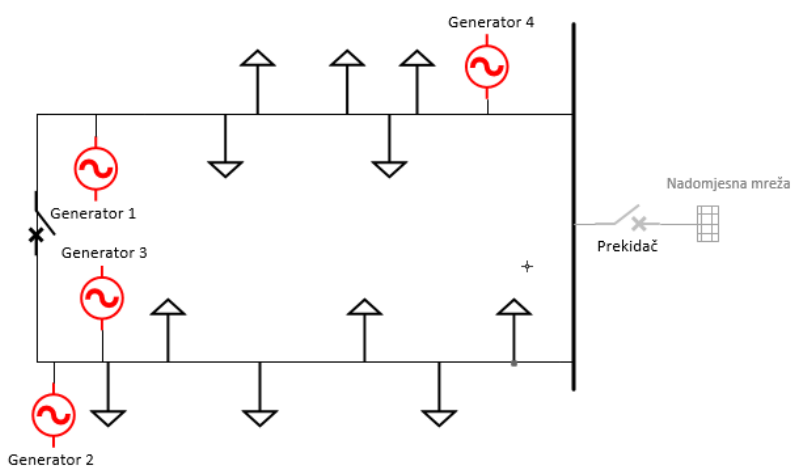 Generator 4
Nadomjesna mreža
Generator 1
Prekidač
Generator 3
Generator 2